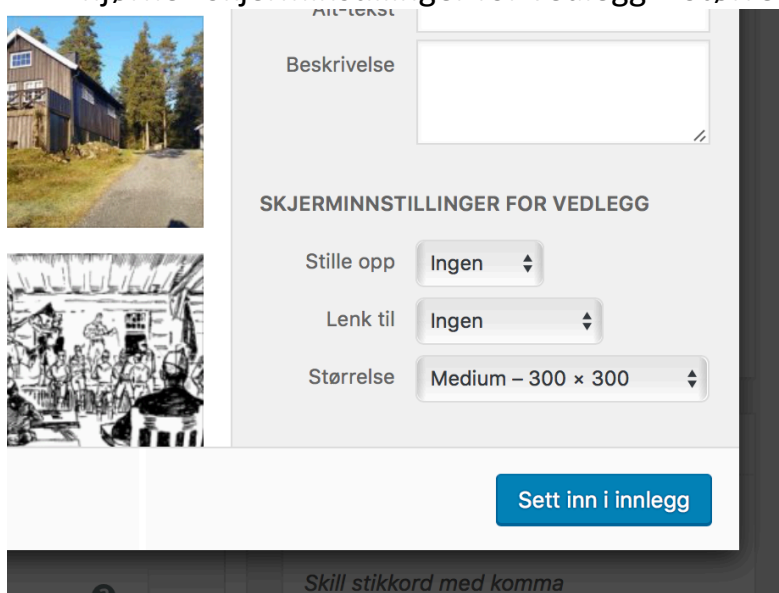 Alt-tekst
Beskrivelse
SKJERMINNSTILLINGER FOR VEDLEGG
Stille opp Ingen
Lenk til Ingen
Størrelse Medium – 300 × 300
Sett inn i innlegg
Skill stikkord med komma